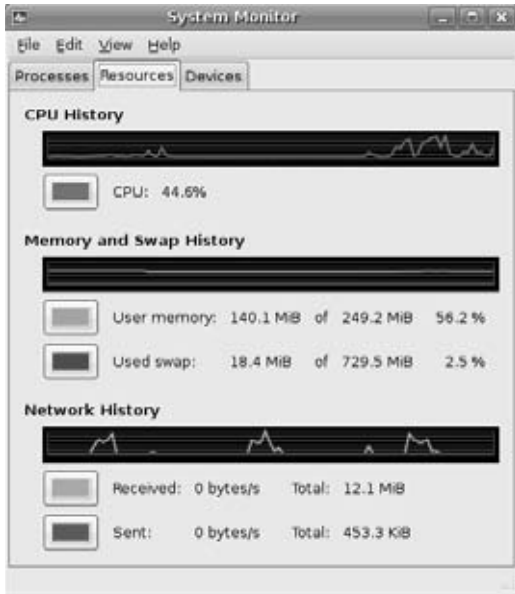 System Monitor
File Edit View Help
Processes Resources Devices
CPU History
CPU: 44.6%
Memory and Swap History
User memory: 140.1 MiB of 249.2 MiB 56.2 %
Used swap: 18.4 MiB of 729.5 MiB 2.5 %
Network History
Received: 0 bytes/s Total: 12.1 MiB
Sent: 0 bytes/s Total: 453.3 KiB